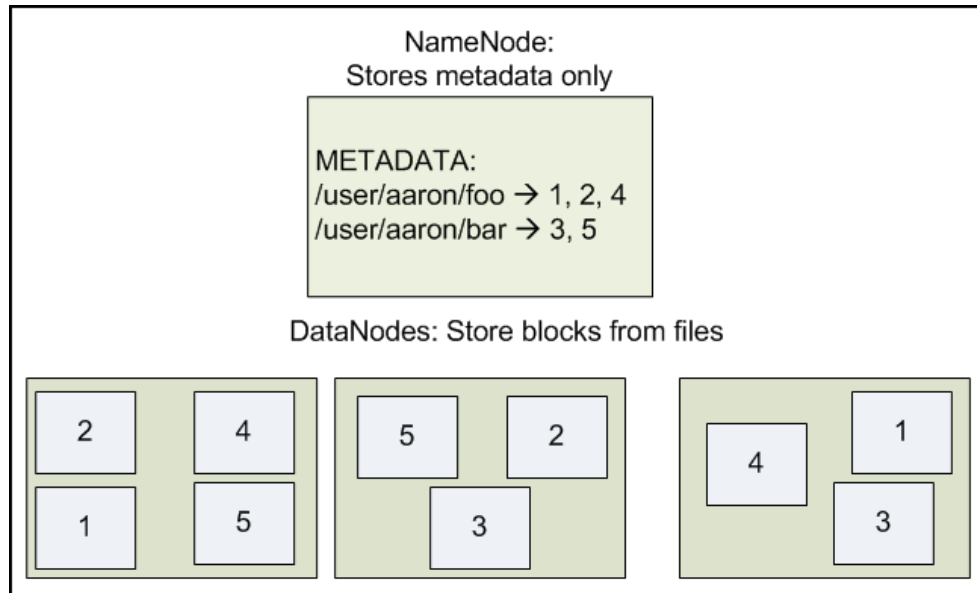 NameNode:
Stores metadata only
METADATA:
/user/aaron/foo → 1, 2, 4
/user/aaron/bar → 3, 5
DataNodes: Store blocks from files
2
4
1
5
5
2
3
4
1
3